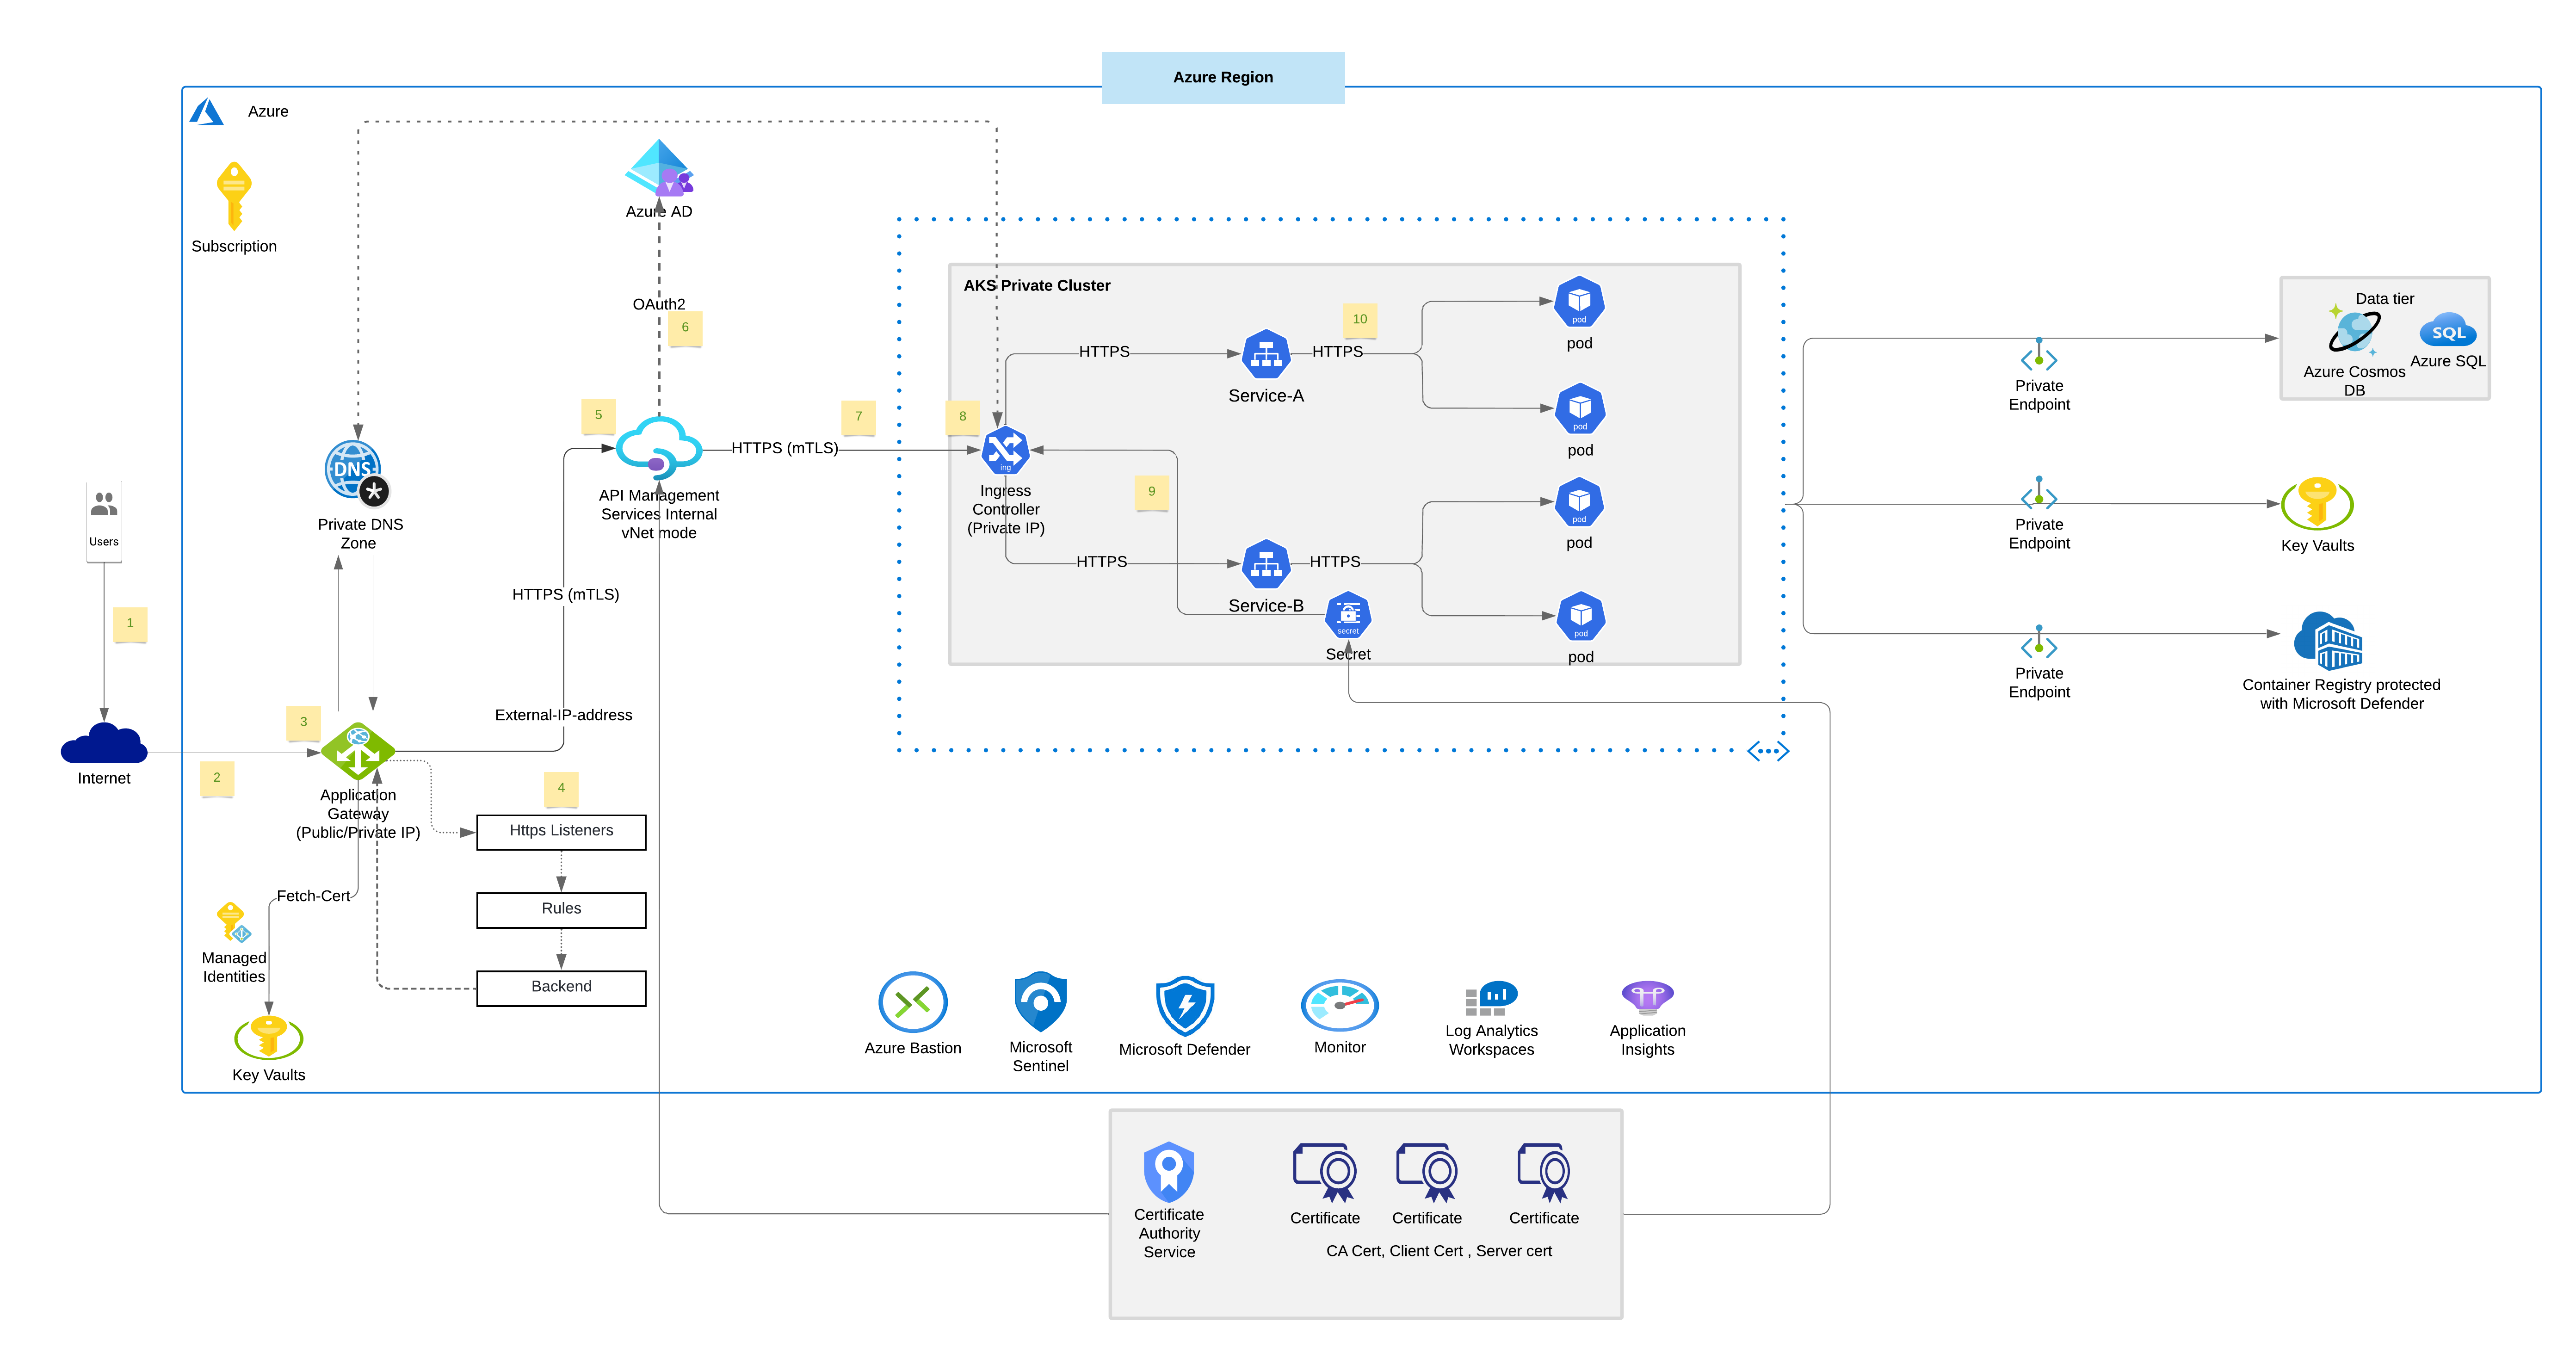 Azure Region
Azure
Subscription
Azure AD
OAuth2
6
AKS Private Cluster
10
pod
pod
HTTPS
HTTPS
Service-A
pod
pod
Data tier
SQL
Azure SQL
Azure Cosmos
DB
Private
Endpoint
5
7
8
HTTPS (mTLS)
ing
Ingress
Controller
(Private IP)
9
DNS
Private DNS
Zone
API Management
Services Internal
vNet mode
Users
1
HTTPS (mTLS)
External-IP-address
pod
pod
HTTPS
HTTPS
Service-B
secret
Secret
pod
pod
Private
Endpoint
Key Vaults
Private
Endpoint
Container Registry protected
with Microsoft Defender
Internet
2
3
Application
Gateway
(Public/Private IP)
4
Https Listeners
Rules
Backend
Fetch-Cert
Managed
Identities
Key Vaults
Azure Bastion
Microsoft
Sentinel
Microsoft Defender
Monitor
Log Analytics
Workspaces
Application
Insights
Certificate
Authority
Service
Certificate
Certificate
Certificate
CA Cert, Client Cert , Server cert